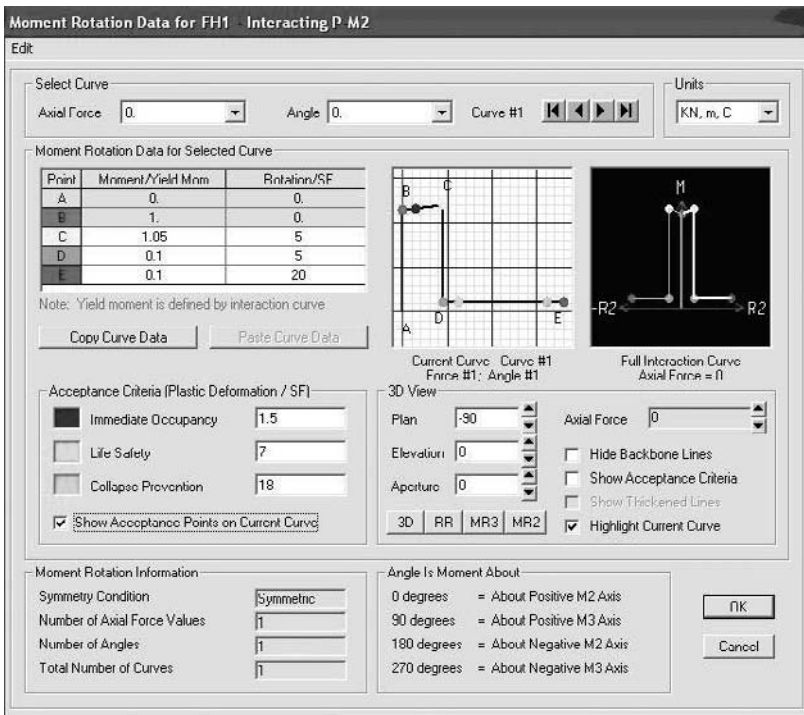 Moment Rotation Data for FH1 - Interacting P-M2
Edit
Select Curve
Axial Force 0. Angle 0. Curve #1
Units
KN, m, C
Moment Rotation Data for Selected Curve
Point Moment/Yield Mom Rotation/SF
A 0. 0.
B 1. 0.
C 1.05 5
D 0.1 5
E 0.1 20
Note: Yield moment is defined by interaction curve
Copy Curve Data Paste Curve Data
B C
A D E
Current Curve - Curve #1
Force #1; Angle #1
M
-R2 R2
Full Interaction Curve
Axial Force = 0
Acceptance Criteria (Plastic Deformation / SF)
Immediate Occupancy 1.5
Life Safety 7
Collapse Prevention 18
Show Acceptance Points on Current Curve
3D View
Plan -90
Elevation 0
Aperture 0
3D RR MR3 MR2
Axial Force 0
Hide Backbone Lines
Show Acceptance Criteria
Show Thickened Lines
Highlight Current Curve
Moment Rotation Information
Symmetry Condition Symmetric
Number of Axial Force Values 1
Number of Angles 1
Total Number of Curves 1
Angle Is Moment About
0 degrees = About Positive M2 Axis
90 degrees = About Positive M3 Axis
180 degrees = About Negative M2 Axis
270 degrees = About Negative M3 Axis
OK
Cancel